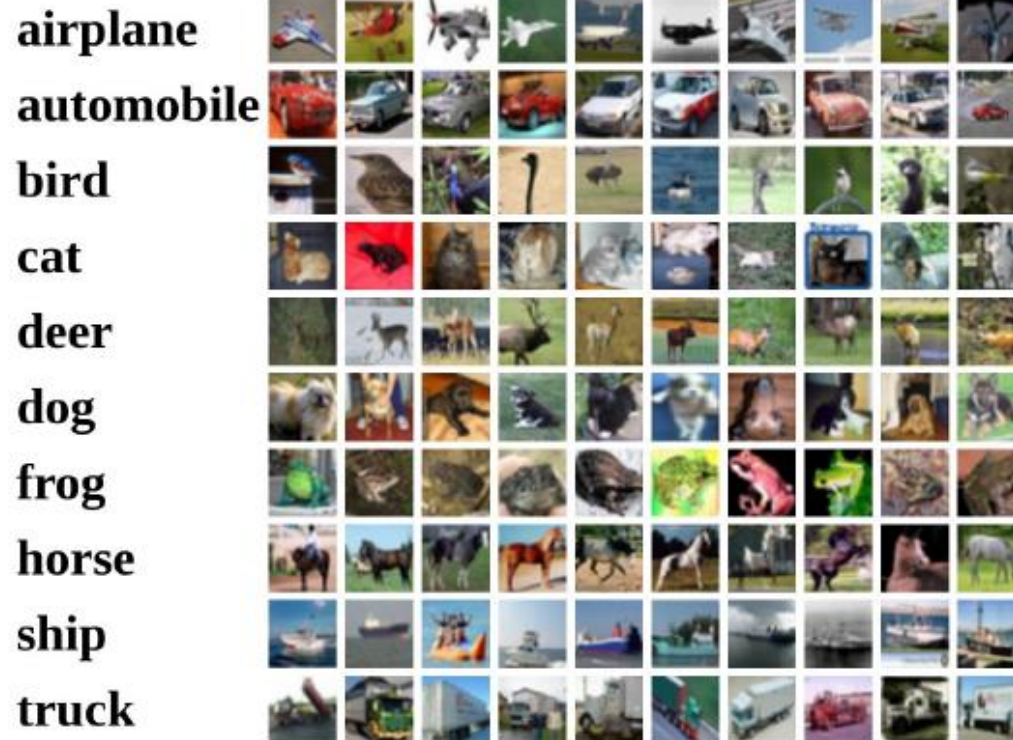 airplane
automobile
bird
cat
deer
dog
frog
horse
ship
truck